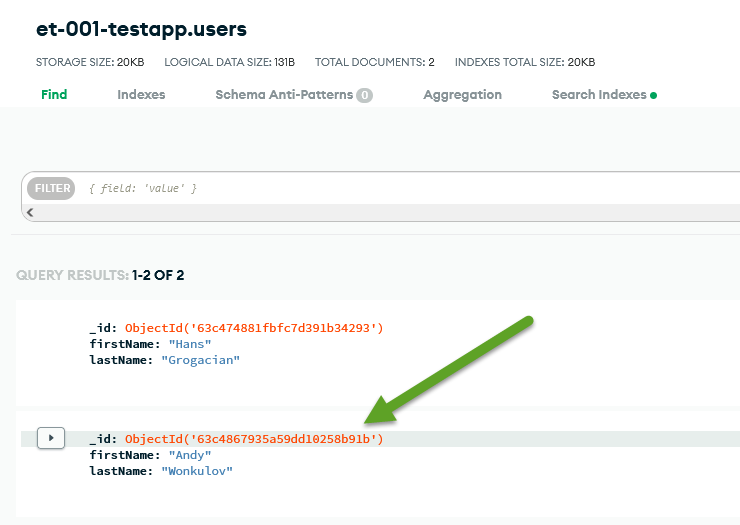 et-001-testapp.users
STORAGE SIZE: 20KB LOGICAL DATA SIZE: 131B TOTAL DOCUMENTS: 2 INDEXES TOTAL SIZE: 20KB
Find Indexes Schema Anti-Patterns 0 Aggregation Search Indexes
FILTER { field: 'value' }
QUERY RESULTS: 1-2 OF 2
_id: ObjectId('63c474881fbfc7d391b34293')
firstName: "Hans"
lastName: "Grogacian"
_id: ObjectId('63c4867935a59dd10258b91b')
firstName: "Andy"
lastName: "Wonkulov"